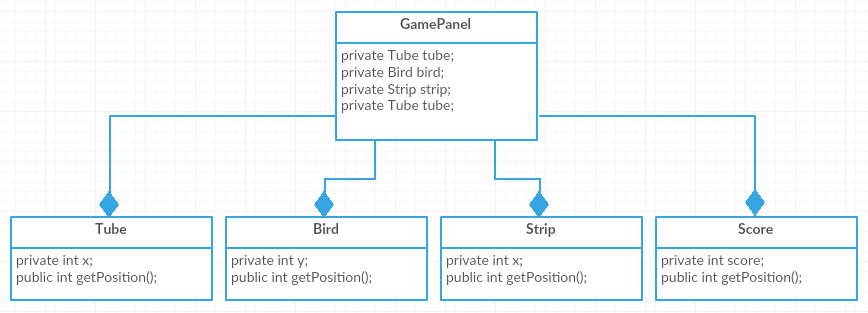 GamePanel
private Tube tube;
private Bird bird;
private Strip strip;
private Tube tube;
Tube
private int x;
public int getPosition();
Bird
private int y;
public int getPosition();
Strip
private int x;
public int getPosition();
Score
private int score;
public int getPosition();